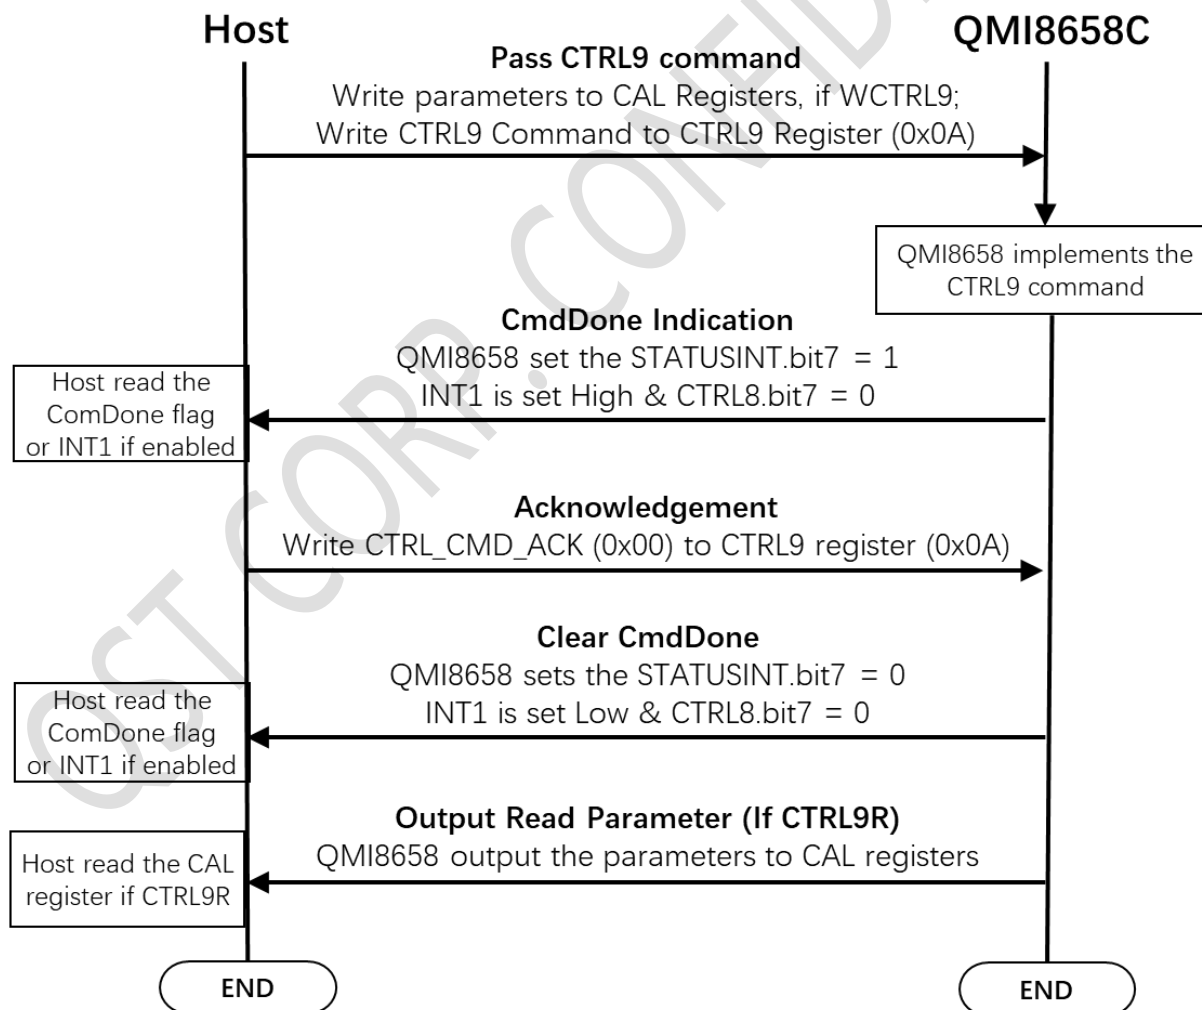 Host
QMI8658C
Pass CTRL9 command
Write parameters to CAL Registers, if WCTRL9;
Write CTRL9 Command to CTRL9 Register (0x0A)
QMI8658 implements the
CTRL9 command
CmdDone Indication
QMI8658 set the STATUSINT.bit7 = 1
INT1 is set High & CTRL8.bit7 = 0
Host read the
ComDone flag
or INT1 if enabled
Acknowledgement
Write CTRL_CMD_ACK (0x00) to CTRL9 register (0x0A)
Clear CmdDone
QMI8658 sets the STATUSINT.bit7 = 0
INT1 is set Low & CTRL8.bit7 = 0
Host read the
ComDone flag
or INT1 if enabled
Output Read Parameter (If CTRL9R)
QMI8658 output the parameters to CAL registers
Host read the CAL
register if CTRL9R
END
END
QST CORP. CONFID